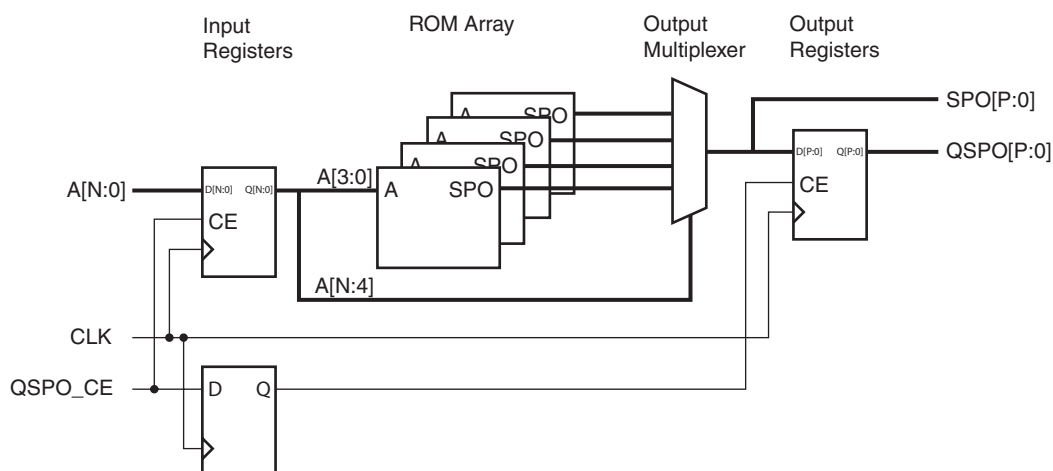 Input
Registers
ROM Array
Output
Multiplexer
Output
Registers
A SPO
A SPO
A SPO
A SPO
SPO[P:0]
D[P:0] Q[P:0]
QSPO[P:0]
CE
A[N:0]
D[N:0] Q[N:0]
A[3:0]
CE
A[N:4]
CLK
QSPO_CE
D Q